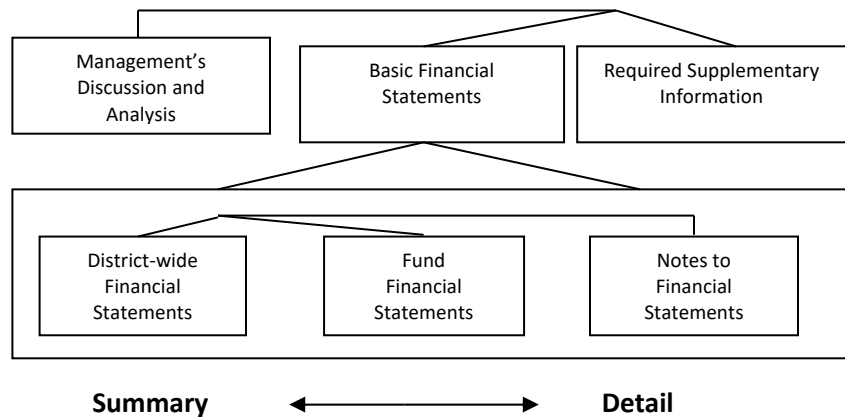 Management’s
Discussion and
Analysis
Basic Financial
Statements
Required Supplementary
Information
District-wide
Financial
Statements
Fund
Financial
Statements
Notes to
Financial
Statements
Summary
Detail